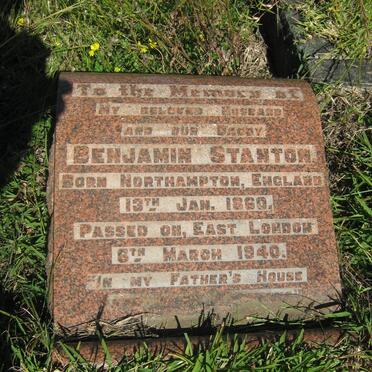 To the Memory of
My beloved Husband
and our Daddy
Benjamin Stanton
Born Northampton, England
13th Jan. 1860.
Passed on, East London
6th March 1940.
In my Father's House